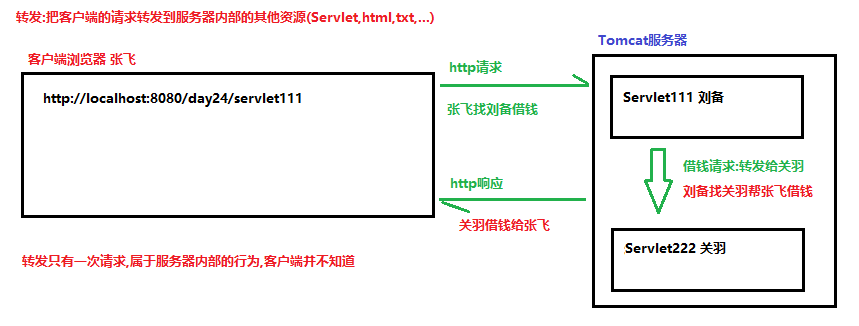 转发:把客户端的请求转发到服务器内部的其他资源(Servlet,html,txt,...)
Tomcat服务器
客户端浏览器 张飞
http://localhost:8080/day24/servlet111
http请求
张飞找刘备借钱
Servlet111 刘备
借钱请求:转发给关羽
刘备找关羽帮张飞借钱
http响应
关羽借钱给张飞
Servlet222 关羽
转发只有一次请求,属于服务器内部的行为,客户端并不知道